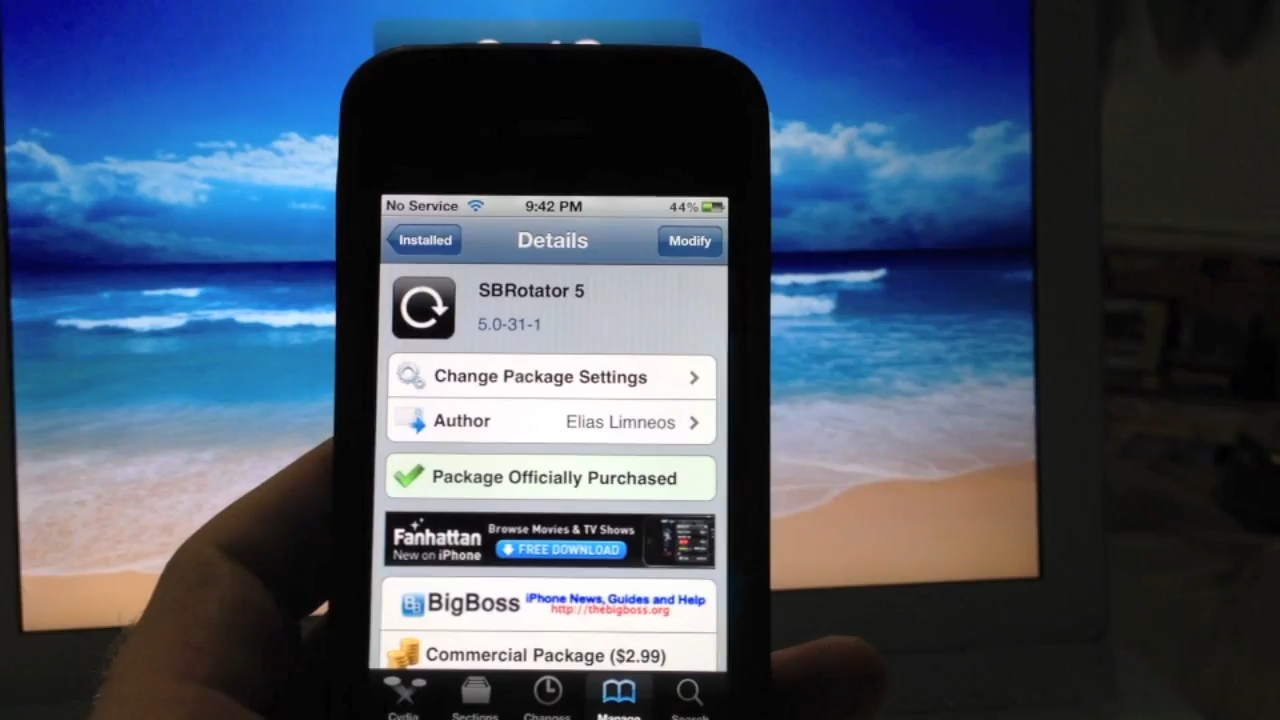 No Service 9:42 PM 44%
Installed Details Modify
SBRotator 5
5.0-31-1
Change Package Settings
Author Elias Limneos
Package Officially Purchased
Fanhattan
New on iPhone
Browse Movies & TV Shows
FREE DOWNLOAD
BigBoss
iPhone News, Guides and Help
http://thebigboss.org
Commercial Package ($2.99)
Cydia Sections Changes Manage Search